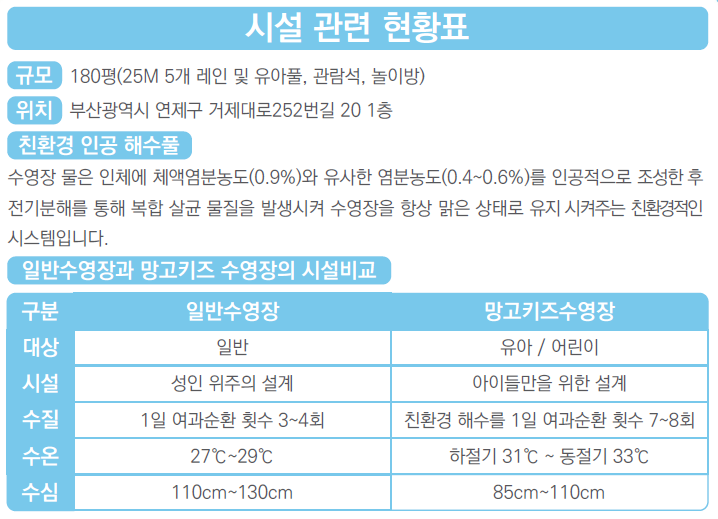 시설 관련 현황표
규모 180평(25M 5개 레인 및 유아풀, 관람석, 놀이방)
위치 부산광역시 연제구 거제대로252번길 20 1층
친환경 인공 해수풀
수영장 물은 인체에 체액염분농도(0.9%)와 유사한 염분농도(0.4~0.6%)를 인공적으로 조성한 후
전기분해를 통해 복합 살균 물질을 발생시켜 수영장을 항상 맑은 상태로 유지 시켜주는 친환경적인
시스템입니다.
일반수영장과 망고키즈 수영장의 시설비교
구분 일반수영장 망고키즈수영장
대상 일반 유아 / 어린이
시설 성인 위주의 설계 아이들만을 위한 설계
수질 1일 여과순환 횟수 3~4회 친환경 해수를 1일 여과순환 횟수 7~8회
수온 27℃~29℃ 하절기 31℃ ~ 동절기 33℃
수심 110cm~130cm 85cm~110cm